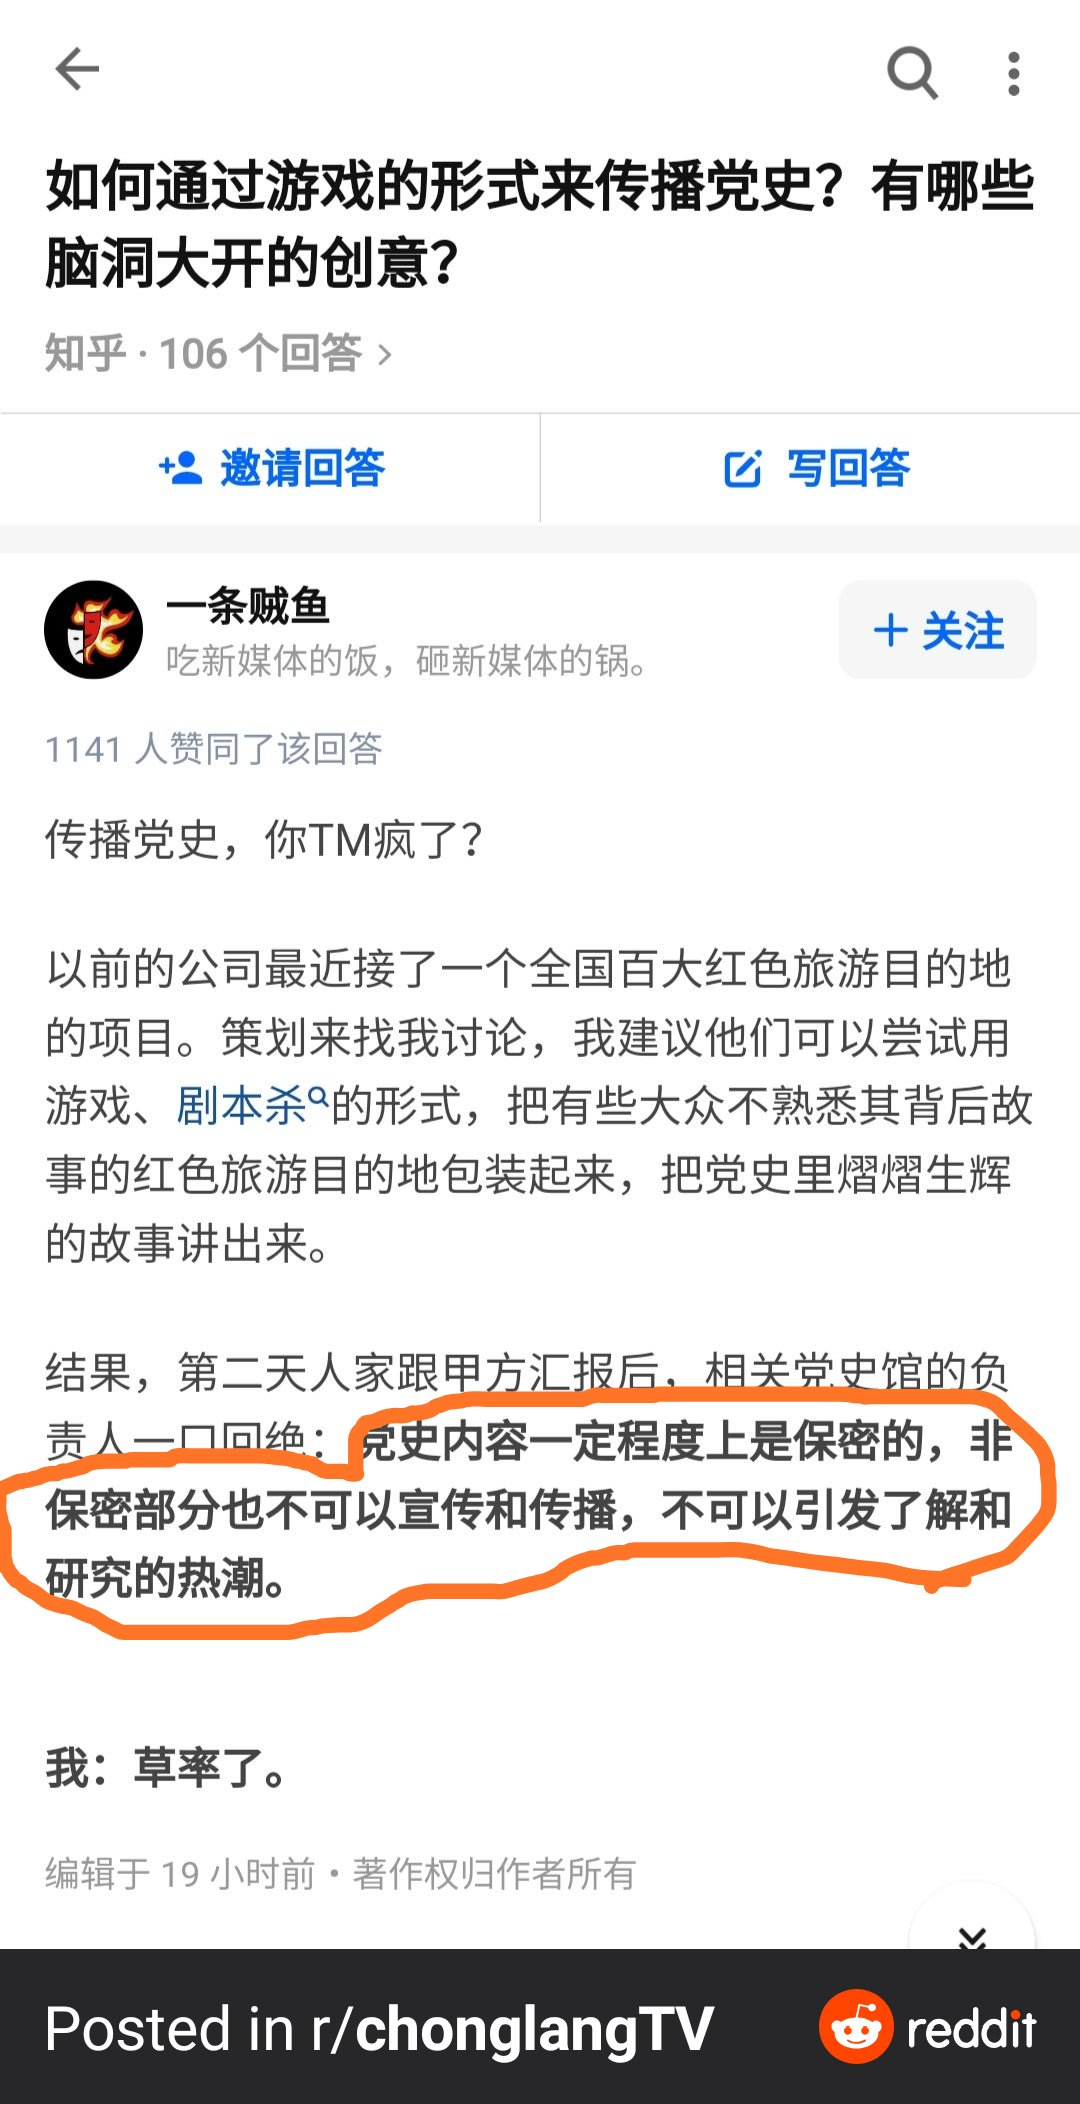 如何通过游戏的形式来传播党史？有哪些
脑洞大开的创意？
知乎 · 106 个回答 >
邀请回答
写回答
一条贼鱼
吃新媒体的饭，砸新媒体的锅。
+ 关注
1141 人赞同了该回答
传播党史，你TM疯了？
以前的公司最近接了一个全国百大红色旅游目的地
的项目。策划来找我讨论，我建议他们可以尝试用
游戏、剧本杀的形式，把有些大众不熟悉其背后故
事的红色旅游目的地包装起来，把党史里熠熠生辉
的故事讲出来。
结果，第二天人家跟甲方汇报后，相关党史馆的负
责人一口回绝：党史内容一定程度上是保密的，非
保密部分也不可以宣传和传播，不可以引发了解和
研究的热潮。
我：草率了。
编辑于 19 小时前 · 著作权归作者所有
Posted in r/chonglangTV
reddit